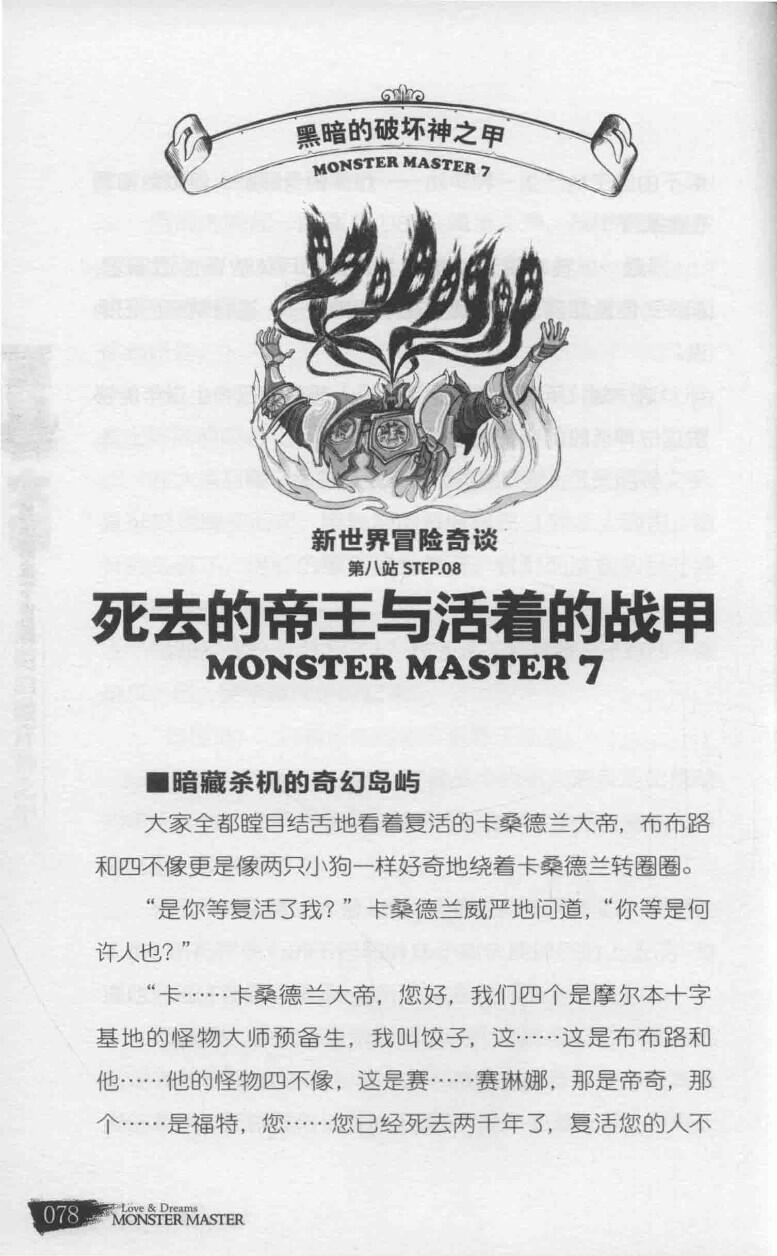 黑暗的破坏神之甲
MONSTER MASTER 7
新世界冒险奇谈
第八站 STEP.08
死去的帝王与活着的战甲
MONSTER MASTER 7
■暗藏杀机的奇幻岛屿
大家全都瞠目结舌地看着复活的卡桑德兰大帝，布布路
和四不像更是像两只小狗一样好奇地绕着卡桑德兰转圈圈。
“是你等复活了我？”卡桑德兰威严地问道，“你等是何
许人也？”
“卡……卡桑德兰大帝，您好，我们四个是摩尔本十字
基地的怪物大师预备生，我叫饺子，这……这是布布路和
他……他的怪物四不像，这是赛……赛琳娜，那是帝奇，那
个……是福特，您……您已经死去两千年了，复活您的人不
078
Love & Dreams
MONSTER MASTER